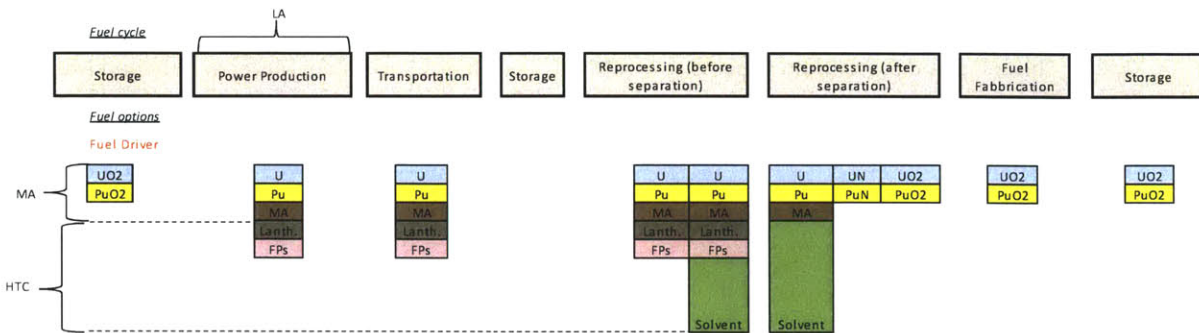 LA
Fuel cycle
Storage
Power Production
Transportation
Storage
Reprocessing (before
separation)
Reprocessing (after
separation)
Fuel
Fabbrication
Storage
Fuel options
Fuel Driver
MA
HTC
UO2
PuO2
U
Pu
MA
Lanth.
FPs
U
Pu
MA
Lanth.
FPs
U U
Pu Pu
MA MA
Lanth. Lanth.
FPs FPs
Solvent
U UN UO2
Pu PuN PuO2
MA
Solvent
UO2
PuO2
UO2
PuO2